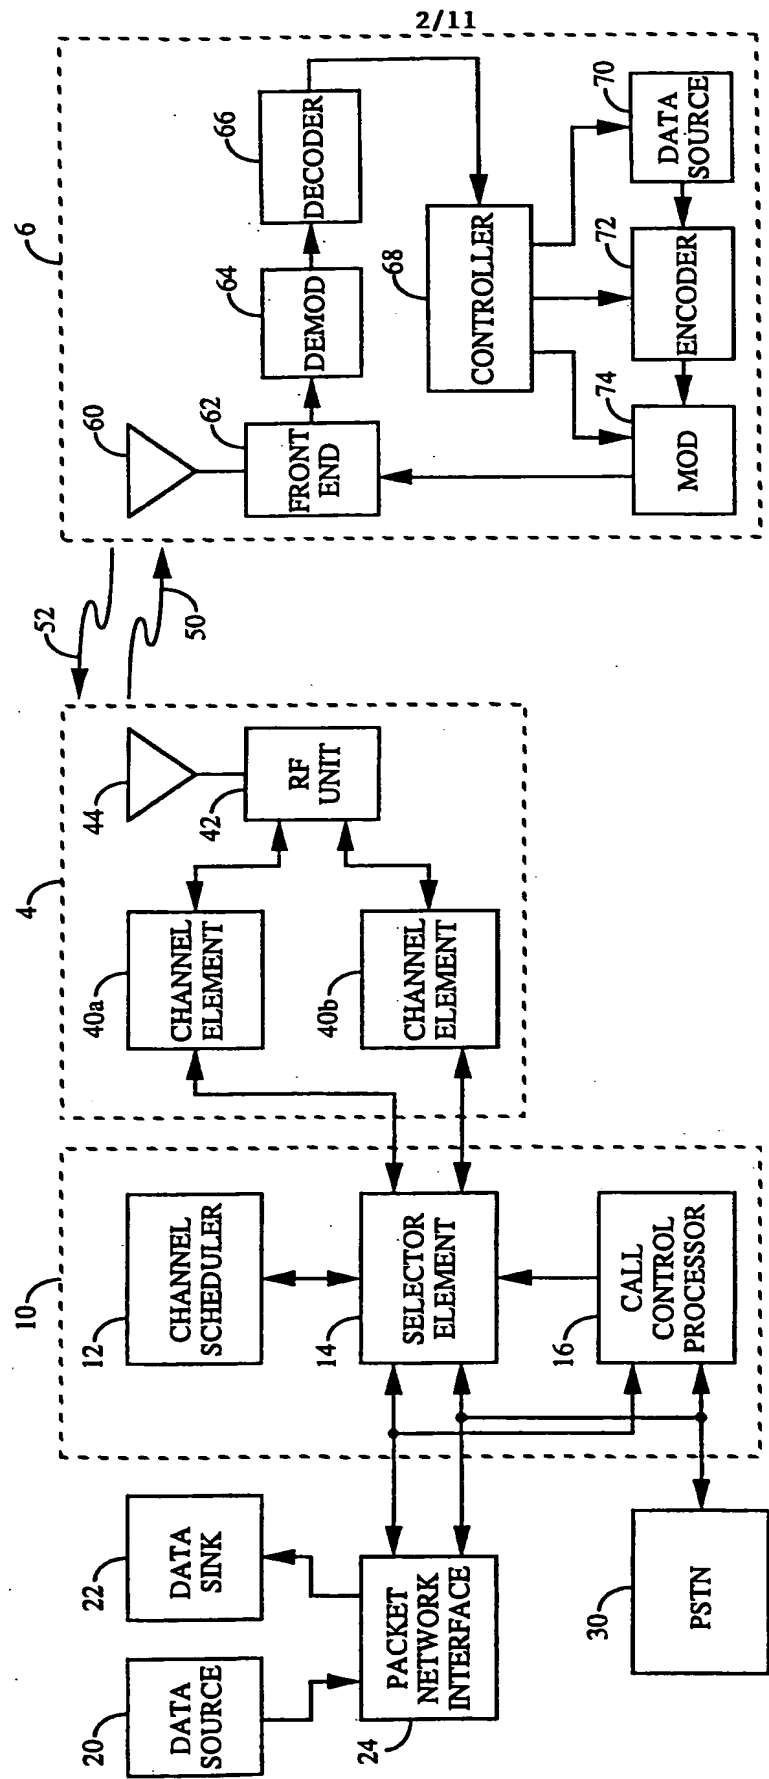 2/11
6
60
62
FRONT
END
64
DEMOD
66
DECODER
68
CONTROLLER
70
DATA
SOURCE
72
ENCODER
74
MOD
52
50
4
44
42
RF
UNIT
40a
CHANNEL
ELEMENT
40b
CHANNEL
ELEMENT
10
12
CHANNEL
SCHEDULER
14
SELECTOR
ELEMENT
16
CALL
CONTROL
PROCESSOR
20
DATA
SOURCE
22
DATA
SINK
24
PACKET
NETWORK
INTERFACE
30
PSTN